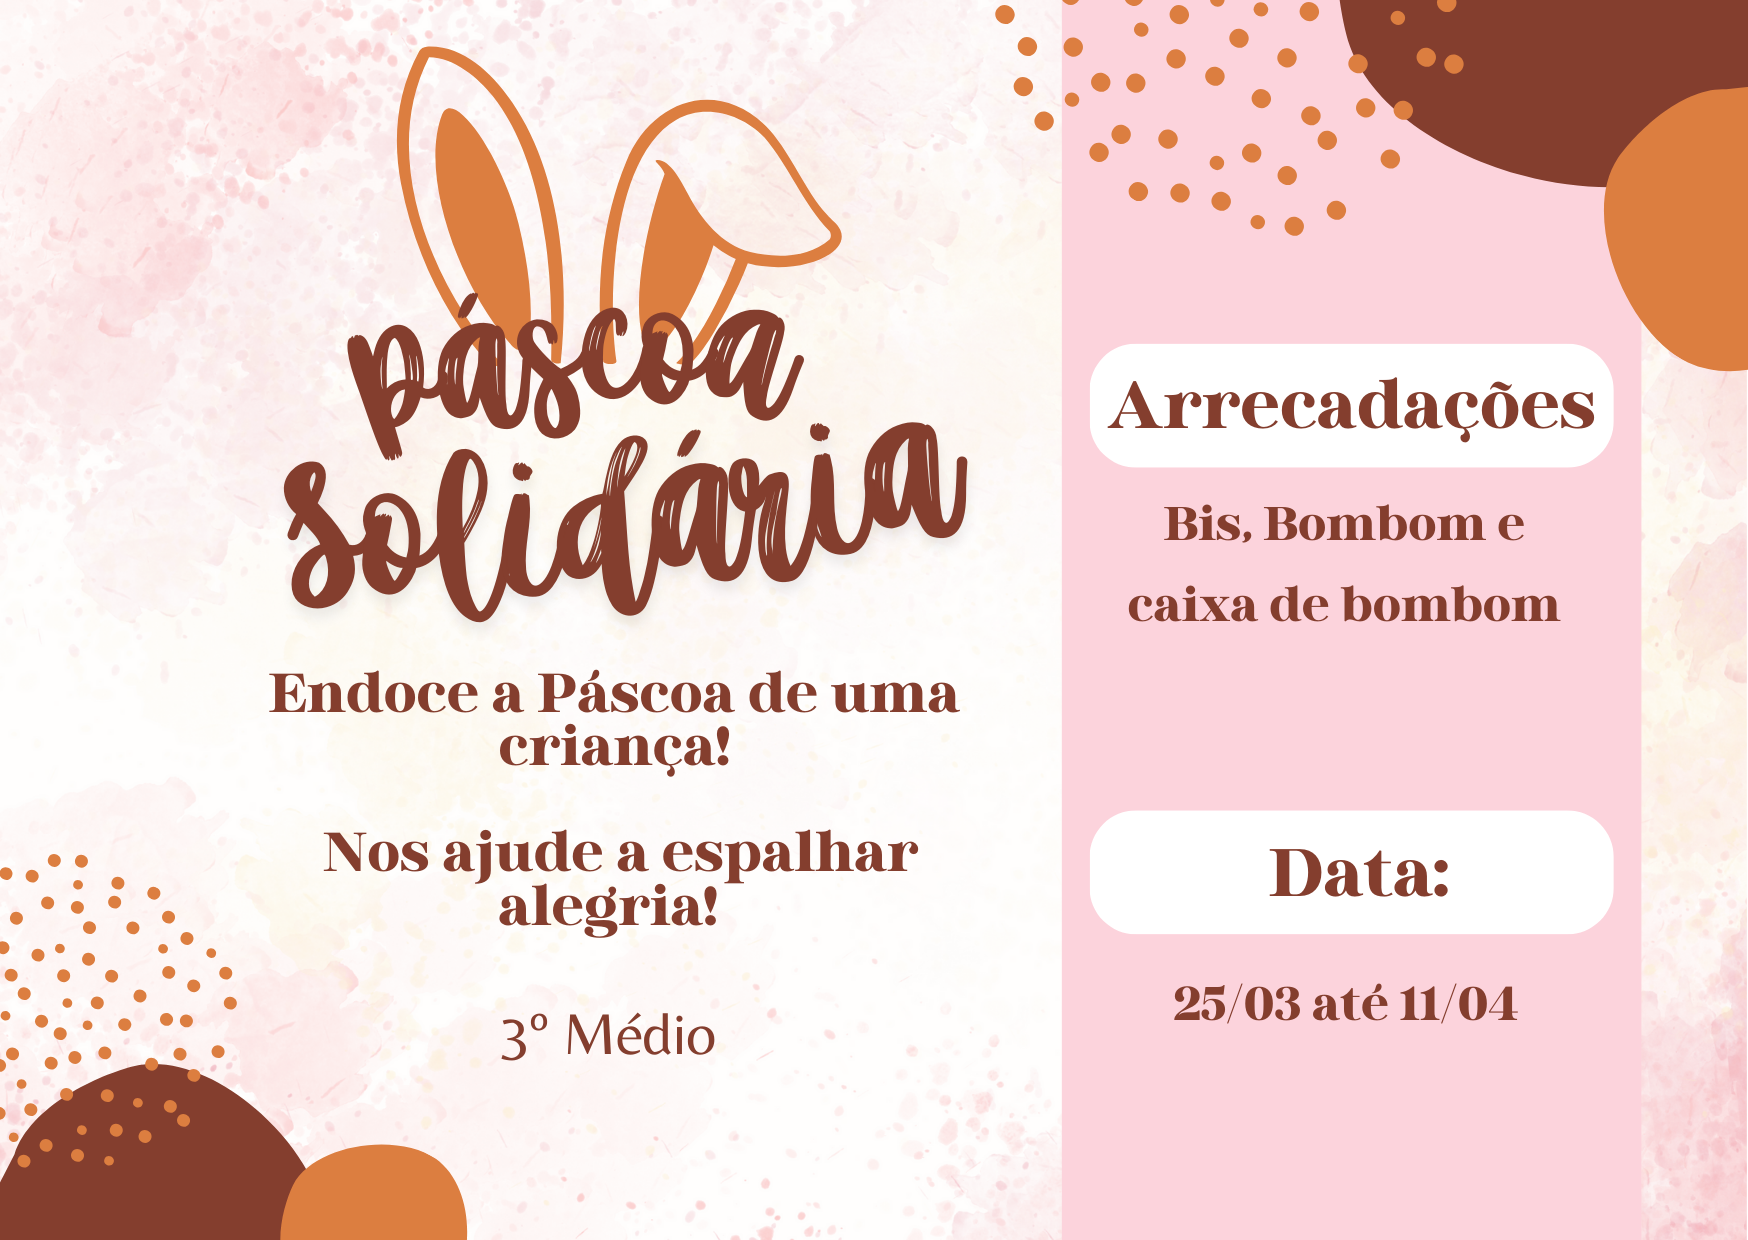 páscoa
solidária
Endoce a Páscoa de uma
criança!
Nos ajude a espalhar
alegria!
3º Médio
Arrecadações
Bis, Bombom e
caixa de bombom
Data:
25/03 até 11/04